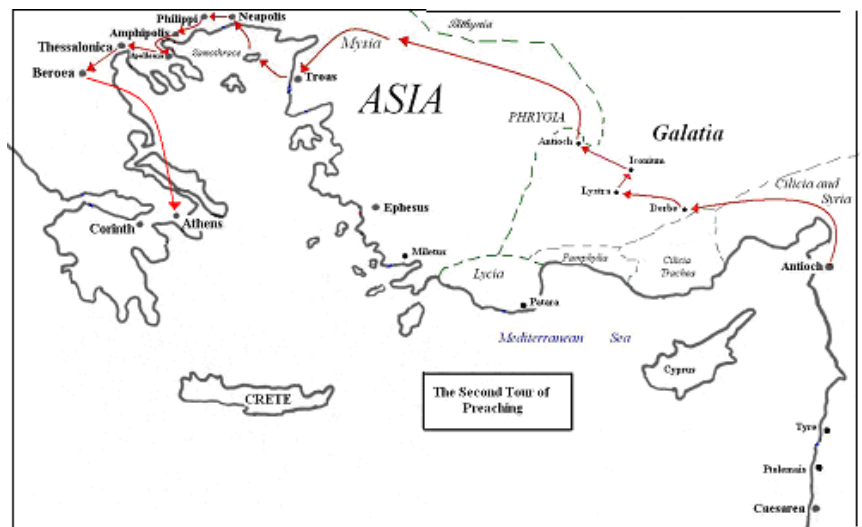 Philippi
Neapolis
Amphipolis
Bithynia
Thessalonica
Apollonia
Samothrace
Mysia
Beroea
Troas
ASIA
PHRYGIA
Antioch
Galatia
Iconium
Lystra
Cilicia and
Syria
Derbe
Ephesus
Athens
Corinth
Miletus
Pamphylia
Cilicia
Trachea
Lycia
Antioch
Patara
Mediterranean Sea
Cyprus
CRETE
The Second Tour of
Preaching
Tyre
Ptolemais
Caesarea